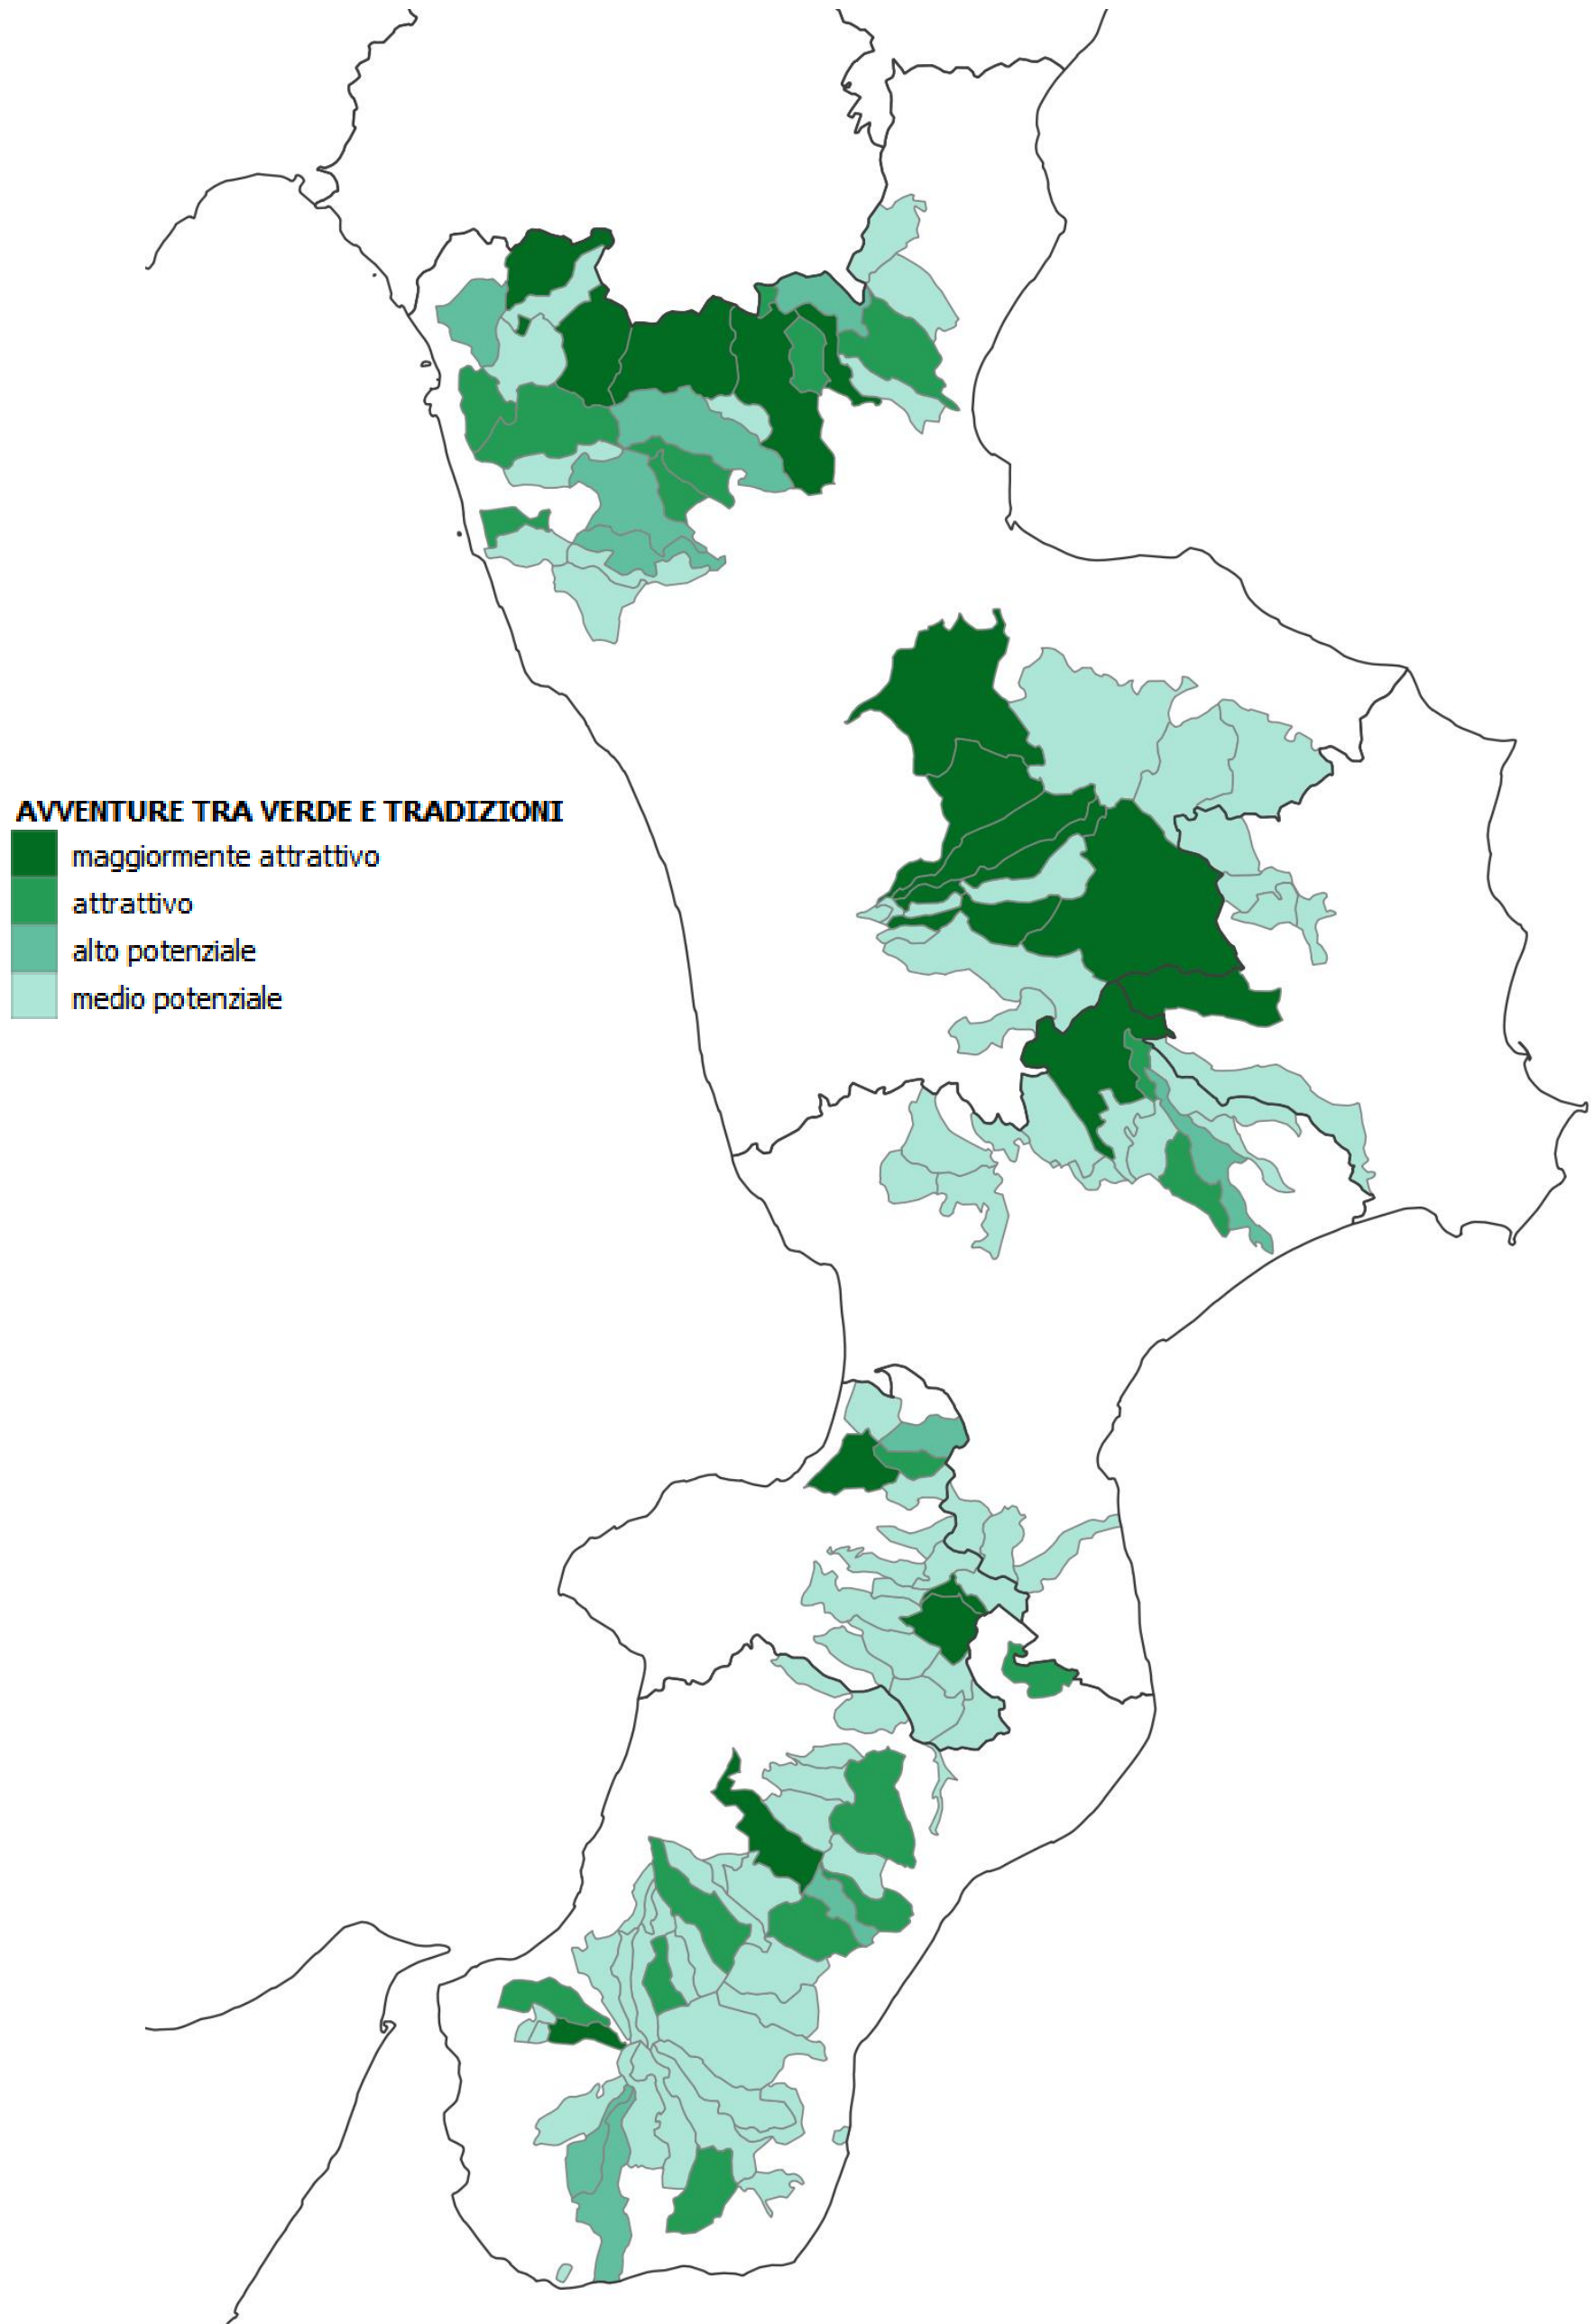 AVVENTURE TRA VERDE E TRADIZIONI
maggiormente attrattivo
attrattivo
alto potenziale
medio potenziale